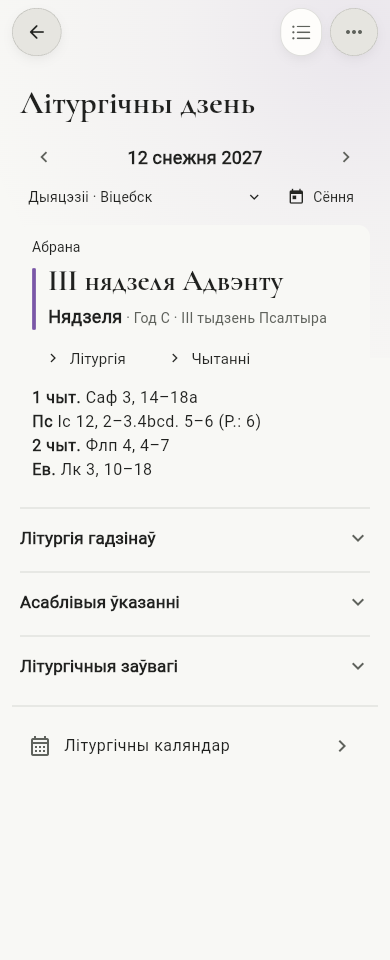 Літургічны дзень
12 снежня 2027
Дыяцэзіі · Віцебск
Сёння
Абрана
III нядзеля Адвэнту
Нядзеля · Год C · III тыдзень Псалтыра
Літургія
Чытанні
1 чыт. Саф 3, 14–18a
Пс Іс 12, 2–3.4bcd. 5–6 (Р.: 6)
2 чыт. Флп 4, 4–7
Ев. Лк 3, 10–18
Літургія гадзінаў
Асаблівыя ўказанні
Літургічныя заўвагі
Літургічны каляндар